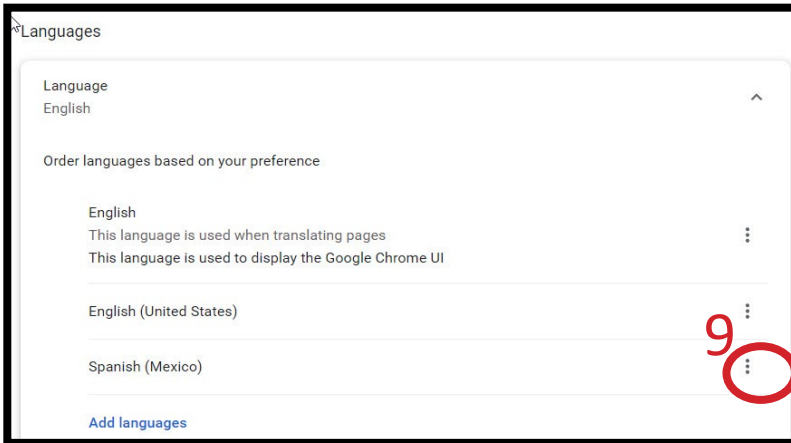 Languages
Language
English
Order languages based on your preference
English
This language is used when translating pages
This language is used to display the Google Chrome UI
English (United States)
9
Spanish (Mexico)
Add languages